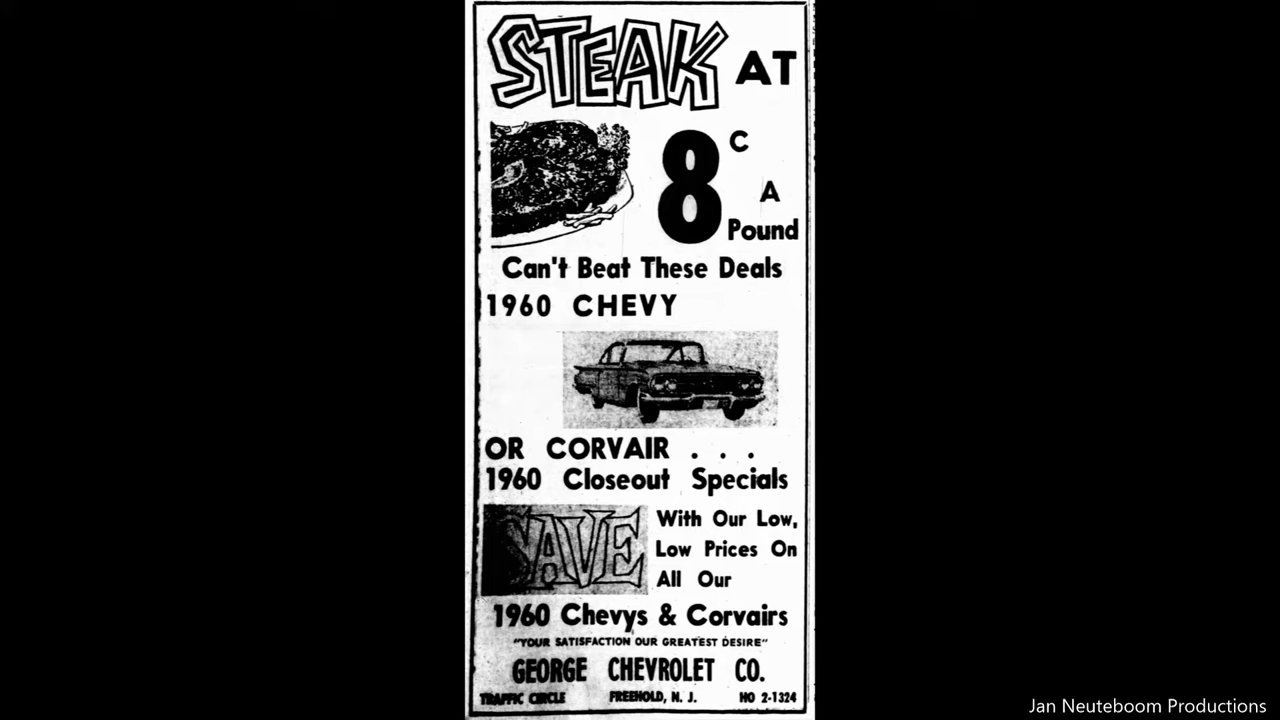 STEAK AT
8c
A
Pound
Can't Beat These Deals
1960 CHEVY
OR CORVAIR . . .
1960 Closeout Specials
SAVE
With Our Low,
Low Prices On
All Our
1960 Chevys & Corvairs
"YOUR SATISFACTION OUR GREATEST DESIRE"
GEORGE CHEVROLET CO.
TRAFFIC CIRCLE FREEHOLD, N. J. HO 2-1324
Jan Neuteboom Productions